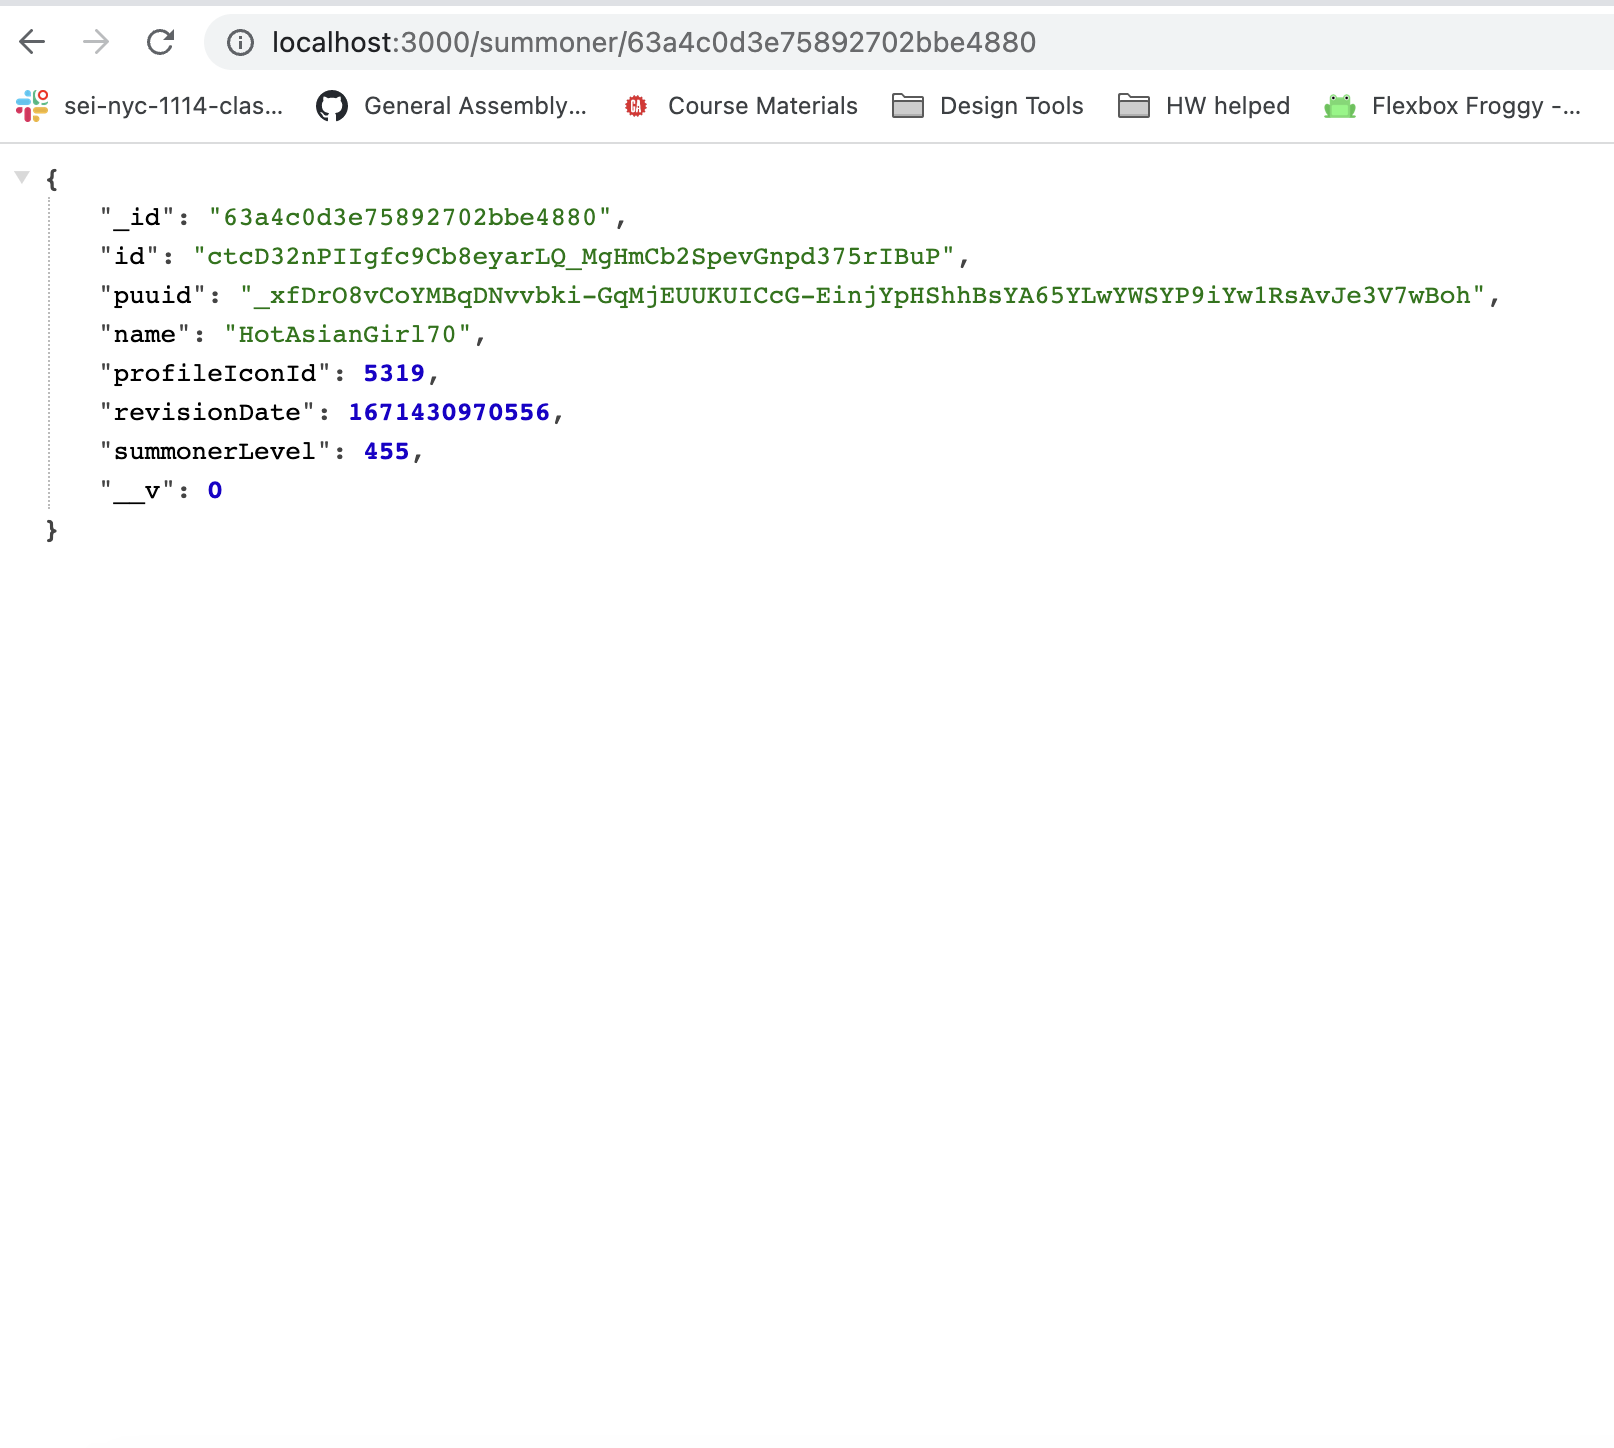 localhost:3000/summoner/63a4c0d3e75892702bbe4880
sei-nyc-1114-clas... General Assembly... GA Course Materials Design Tools HW helped Flexbox Froggy -...
{
"_id": "63a4c0d3e75892702bbe4880",
"id": "ctcD32nPIIgfc9Cb8eyarLQ_MgHmCb2SpevGnpd375rIBuP",
"puuid": "_xfDrO8vCoYMBqDNvvbki-GqMjEUUKUICcG-EinjYpHShhBsYA65YLwYWSYP9iYw1RsAvJe3V7wBoh",
"name": "HotAsianGirl70",
"profileIconId": 5319,
"revisionDate": 1671430970556,
"summonerLevel": 455,
"__v": 0
}